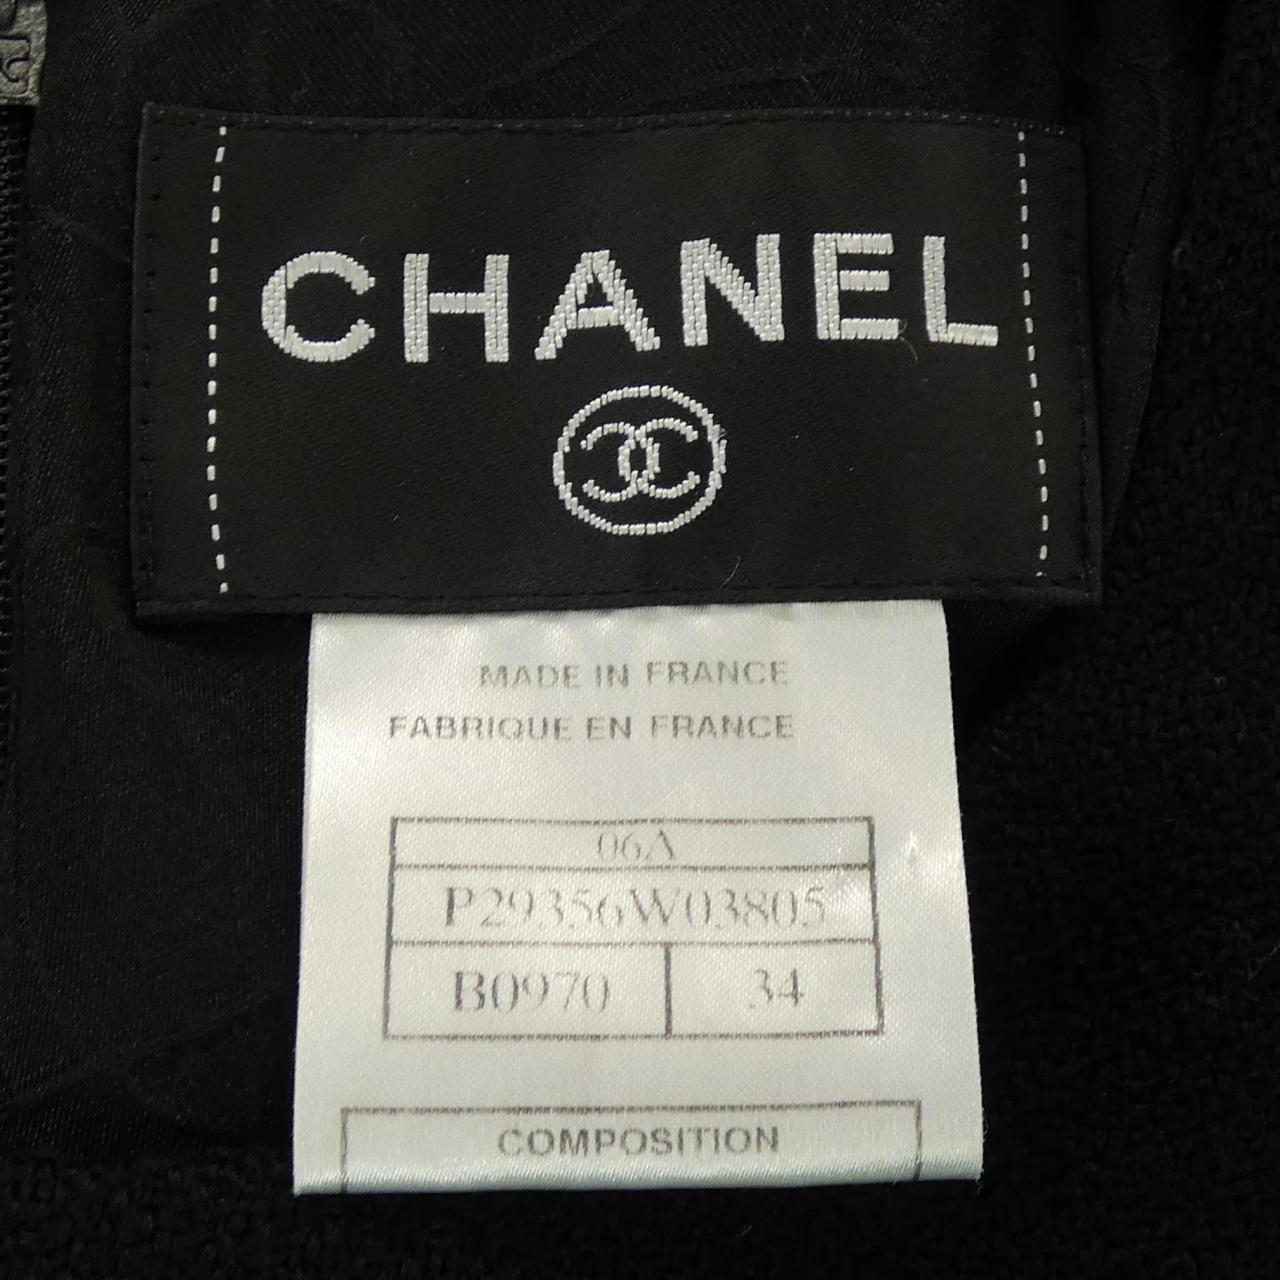 CHANEL
MADE IN FRANCE
FABRIQUE EN FRANCE
06A
P29356W03805
B0970 34
COMPOSITION